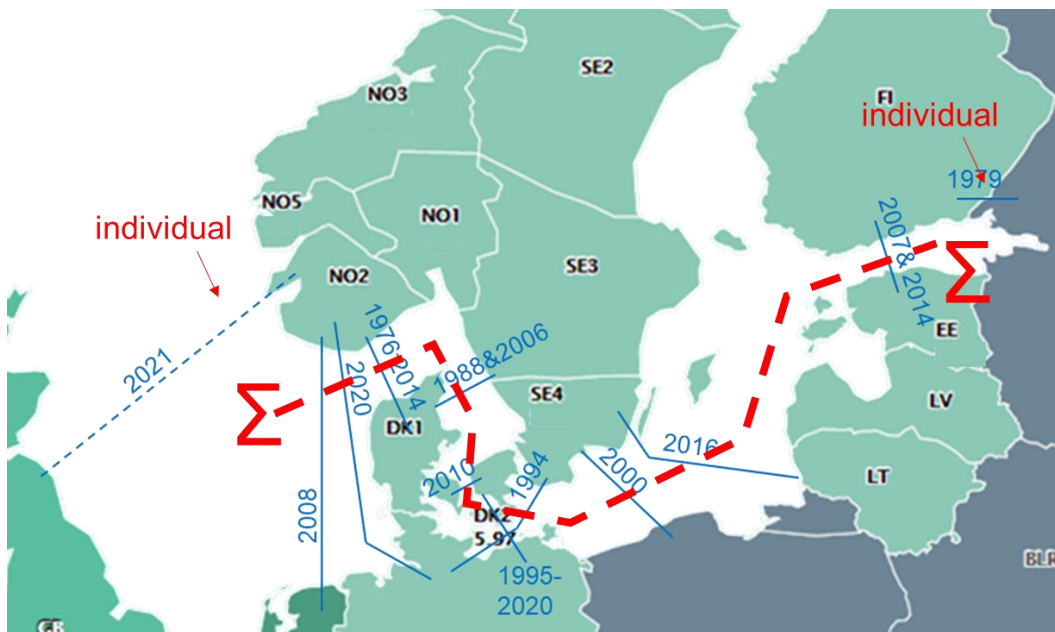 SE2
NO3
FI
individual
1979
NO5
NO1
individual
2007& 2014
NO2
SE3
Σ
EE
2021
1976-2014
1988&2006
2020
Σ
SE4
DK1
LV
2016
2010
1994
2000
LT
2008
DK2
5.97
BLR
1995-
2020
GB